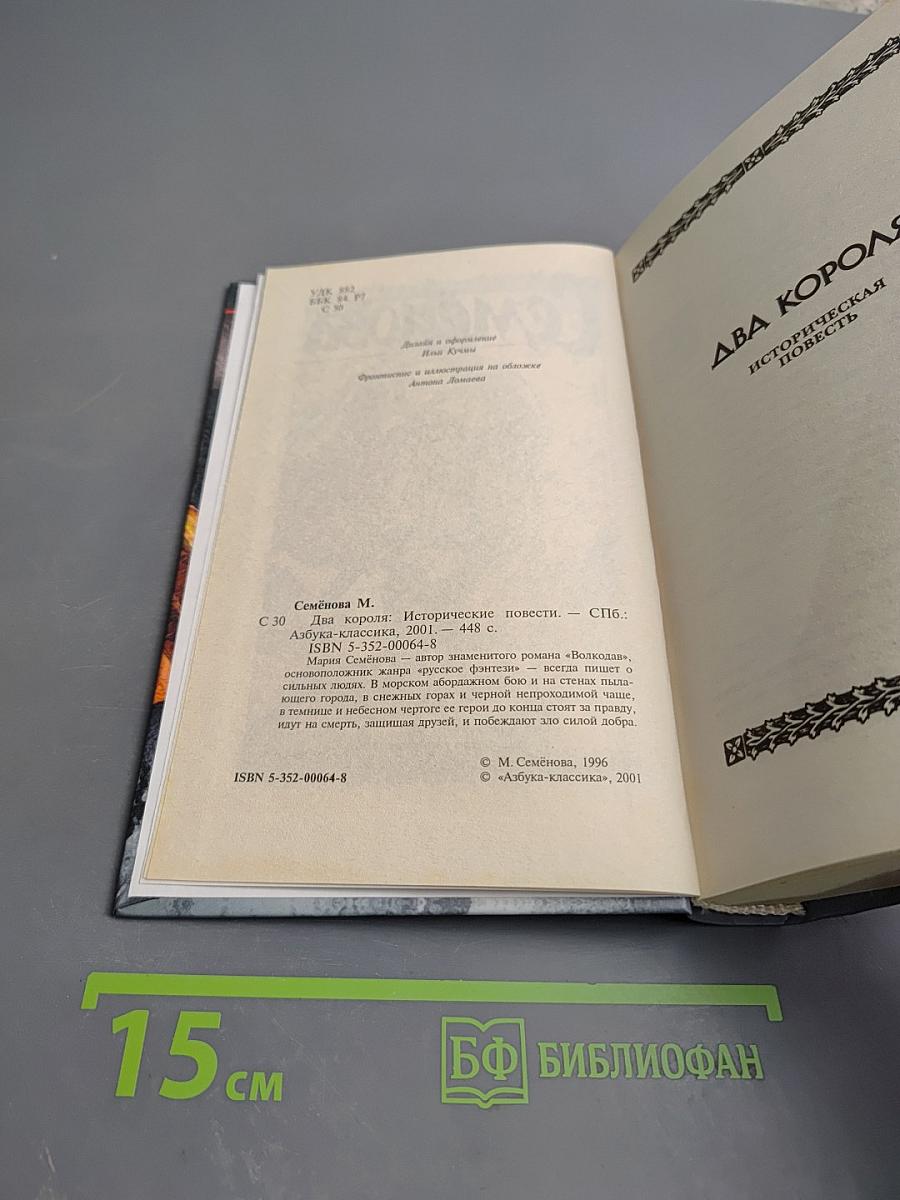 УДК 882
ББК 84. Р7
С 30
Дизайн и оформление
Ильи Кучмы
Фронтиспис и иллюстрация на обложке
Антона Ломаева
Семёнова М.
С 30 Два короля: Исторические повести. — СПб.:
Азбука-классика, 2001. — 448 с.
ISBN 5-352-00064-8
Мария Семёнова — автор знаменитого романа «Волкодав»,
основоположник жанра «русское фэнтези» — всегда пишет о
сильных людях. В морском абордажном бою и на стенах пыла-
ющего города, в снежных горах и черной непроходимой чаще,
в темнице и небесном чертоге ее герои до конца стоят за правду,
идут на смерть, защищая друзей, и побеждают зло силой добра.
© М. Семёнова, 1996
ISBN 5-352-00064-8 © «Азбука-классика», 2001
ДВА КОРОЛЯ
ИСТОРИЧЕСКАЯ
ПОВЕСТЬ
15 см
БФ БИБЛИОФАН